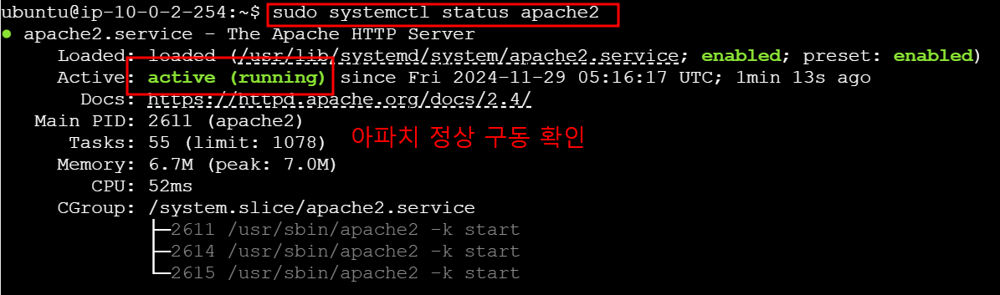 ubuntu@ip-10-0-2-254:~$ sudo systemctl status apache2
● apache2.service - The Apache HTTP Server
Loaded: loaded (/usr/lib/systemd/system/apache2.service; enabled; preset: enabled)
Active: active (running) since Fri 2024-11-29 05:16:17 UTC; 1min 13s ago
Docs: https://httpd.apache.org/docs/2.4/
Main PID: 2611 (apache2)
Tasks: 55 (limit: 1078)
아파치 정상 구동 확인
Memory: 6.7M (peak: 7.0M)
CPU: 52ms
CGroup: /system.slice/apache2.service
├─2611 /usr/sbin/apache2 -k start
├─2614 /usr/sbin/apache2 -k start
└─2615 /usr/sbin/apache2 -k start